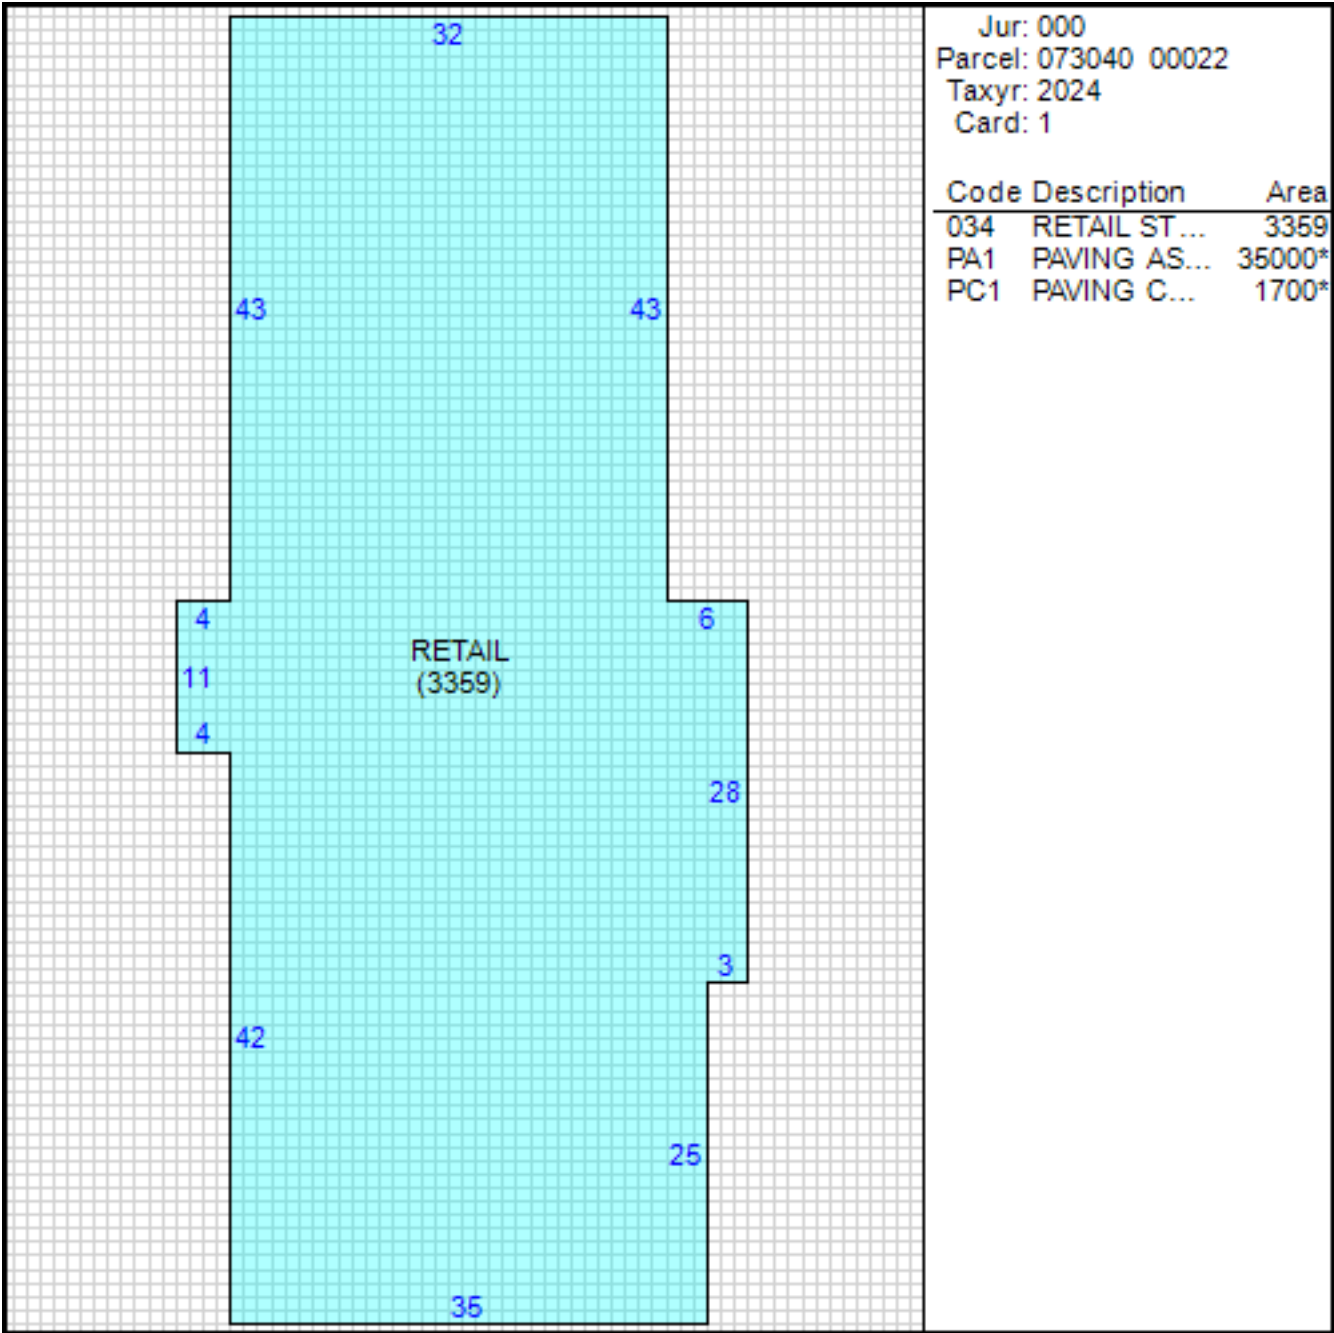 32
43 43
4 6
RETAIL
(3359)
11
4
28
3
42
25
35
Jur: 000
Parcel: 073040 00022
Taxyr: 2024
Card: 1
Code Description Area
034 RETAIL ST... 3359
PA1 PAVING AS... 35000*
PC1 PAVING C... 1700*